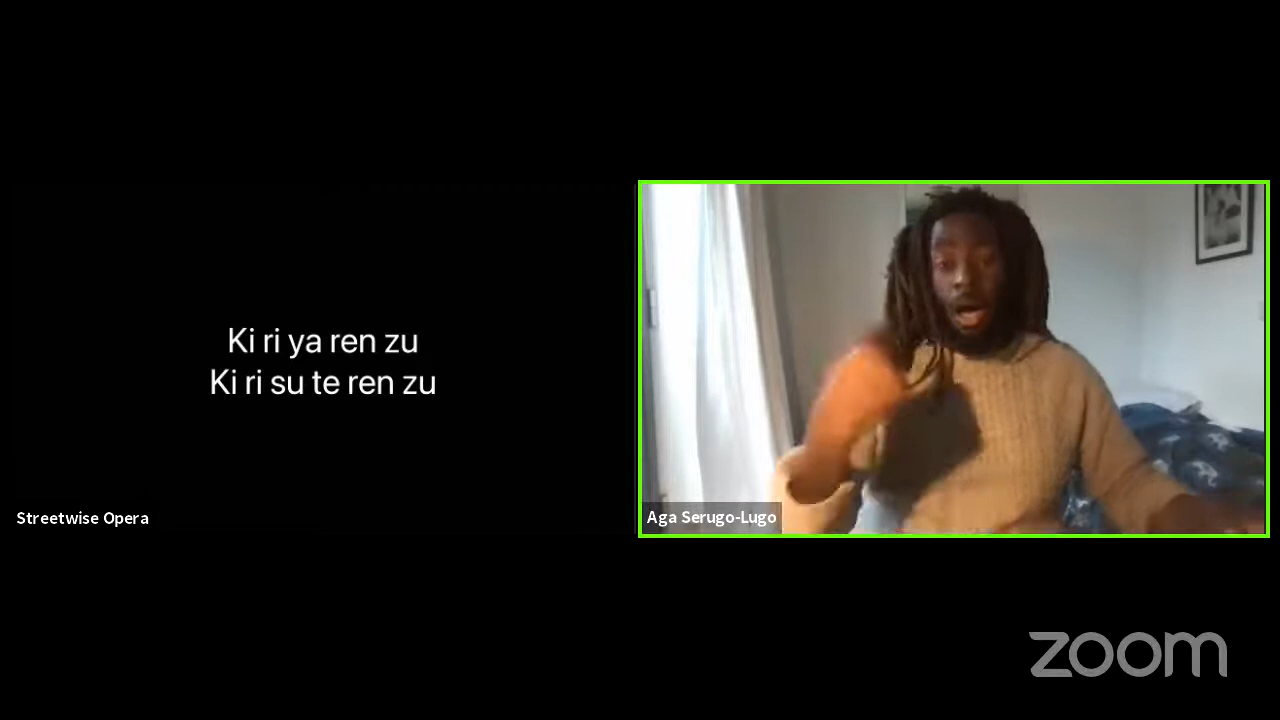 Ki ri ya ren zu
Ki ri su te ren zu
Streetwise Opera
Aga Serugo-Lugo
zoom